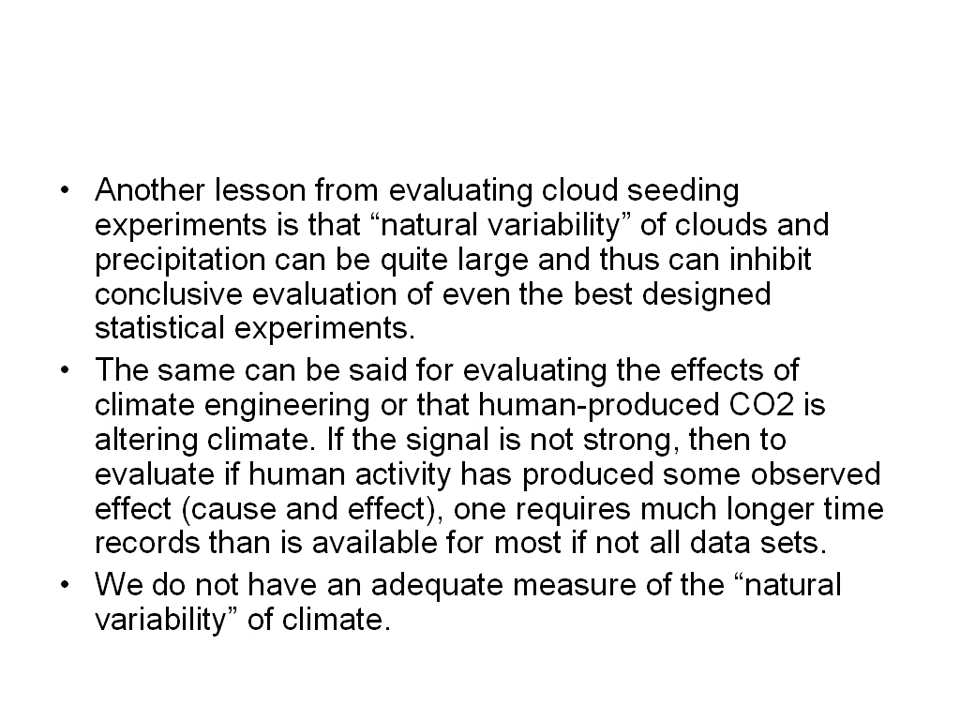 • Another lesson from evaluating cloud seeding
experiments is that “natural variability” of clouds and
precipitation can be quite large and thus can inhibit
conclusive evaluation of even the best designed
statistical experiments.
• The same can be said for evaluating the effects of
climate engineering or that human-produced CO2 is
altering climate. If the signal is not strong, then to
evaluate if human activity has produced some observed
effect (cause and effect), one requires much longer time
records than is available for most if not all data sets.
• We do not have an adequate measure of the “natural
variability” of climate.